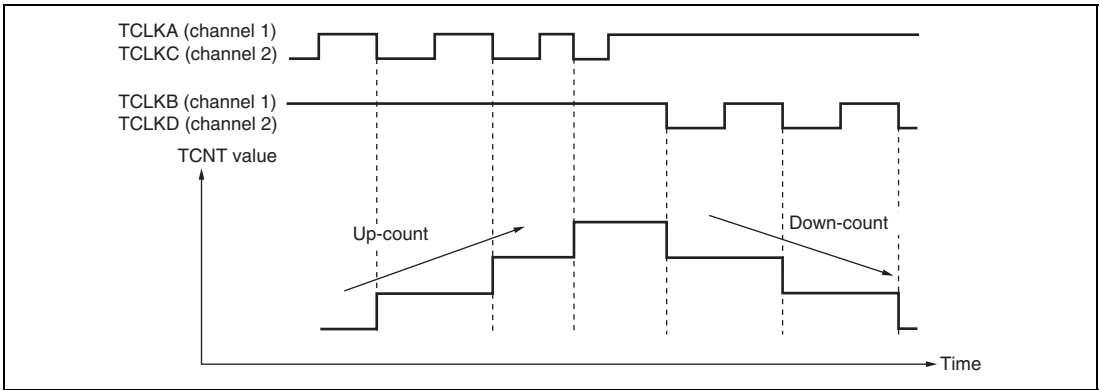 TCLKA (channel 1)
TCLKC (channel 2)
TCLKB (channel 1)
TCLKD (channel 2)
TCNT value
Up-count
Down-count
Time